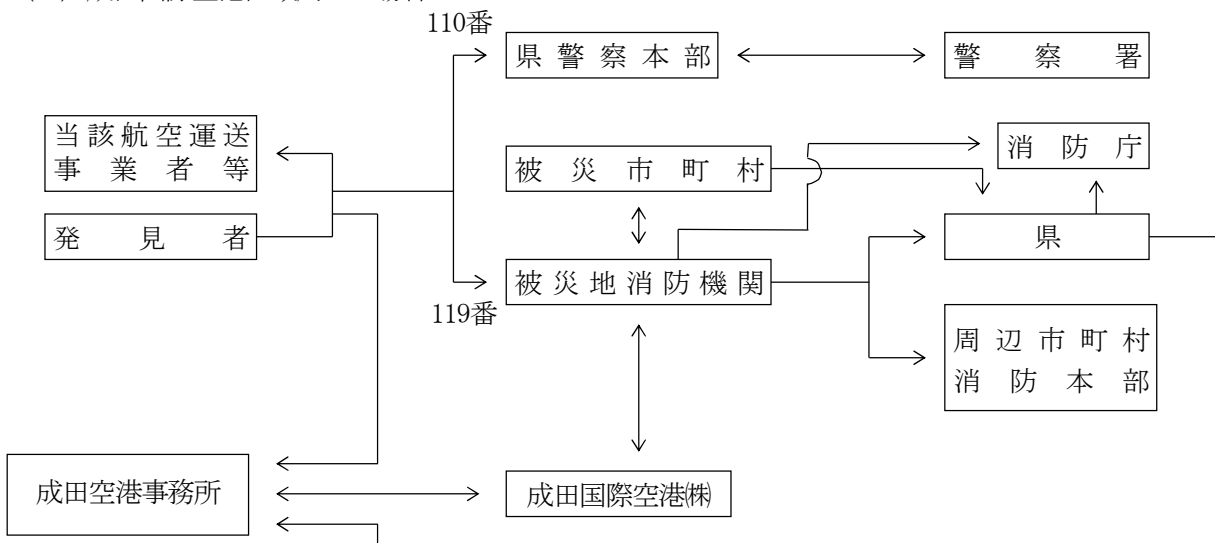 110番
県警察本部
警察署
当該航空運送
事業者等
消防庁
被災市町村
発見者
県
被災地消防機関
119番
周辺市町村
消防本部
成田空港事務所
成田国際空港㈱